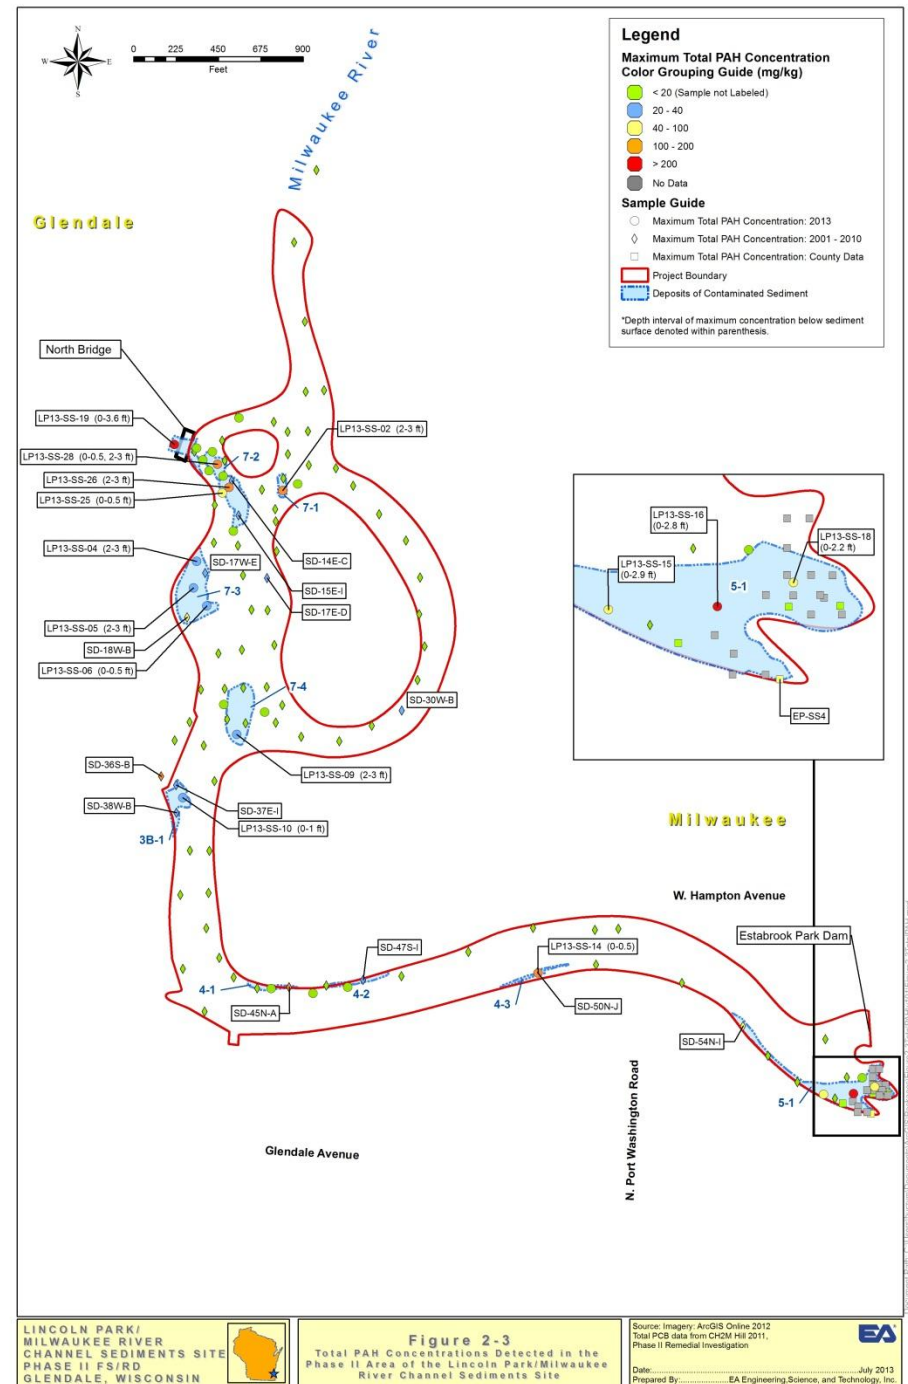 N
W
E
S
0 225 450 675 900
Feet
Milwaukee River
Glendale
Legend
Maximum Total PAH Concentration
Color Grouping Guide (mg/kg)
< 20 (Sample not Labeled)
20 - 40
40 - 100
100 - 200
> 200
No Data
Sample Guide
Maximum Total PAH Concentration: 2013
Maximum Total PAH Concentration: 2001 - 2010
Maximum Total PAH Concentration: County Data
Project Boundary
Deposits of Contaminated Sediment
*Depth interval of maximum concentration below sediment
surface denoted within parenthesis.
North Bridge
LP13-SS-19 (0-3.6 ft)
LP13-SS-02 (2-3 ft)
LP13-SS-28 (0-0.5, 2-3 ft)
7-2
LP13-SS-26 (2-3 ft)
LP13-SS-25 (0-0.5 ft)
7-1
LP13-SS-04 (2-3 ft)
SD-17W-E
SD-14E-C
7-3
SD-15E-I
SD-17E-D
LP13-SS-05 (2-3 ft)
SD-18W-B
LP13-SS-06 (0-0.5 ft)
7-4
SD-30W-B
SD-36S-B
LP13-SS-09 (2-3 ft)
SD-38W-B
SD-37E-I
LP13-SS-10 (0-1 ft)
3B-1
LP13-SS-16
(0-2.8 ft)
LP13-SS-18
(0-2.2 ft)
LP13-SS-15
(0-2.9 ft)
5-1
EP-SS4
Milwaukee
W. Hampton Avenue
Estabrook Park Dam
SD-47S-I
LP13-SS-14 (0-0.5)
4-1
4-2
4-3
SD-45N-A
SD-50N-J
SD-54N-I
5-1
Glendale Avenue
N. Port Washington Road
LINCOLN PARK/
MILWAUKEE RIVER
CHANNEL SEDIMENTS SITE
PHASE II FS/RD
GLENDALE, WISCONSIN
Figure 2-3
Total PAH Concentrations Detected in the
Phase II Area of the Lincoln Park/Milwaukee
River Channel Sediments Site
Source: Imagery: ArcGIS Online 2012
Total PCB data from CH2M Hill 2011,
Phase II Remedial Investigation
EA
Date:...........................................................July 2013
Prepared By:.....................EA Engineering,Science, and Technology, Inc.